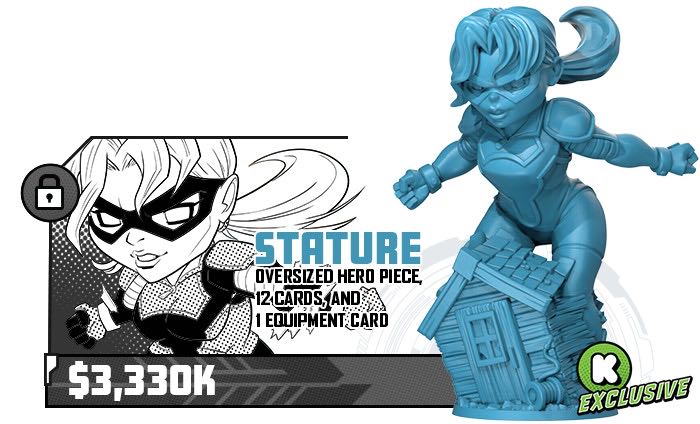 STATURE
OVERSIZED HERO PIECE,
12 CARDS, AND
1 EQUIPMENT CARD
$3,330K
K
EXCLUSIVE